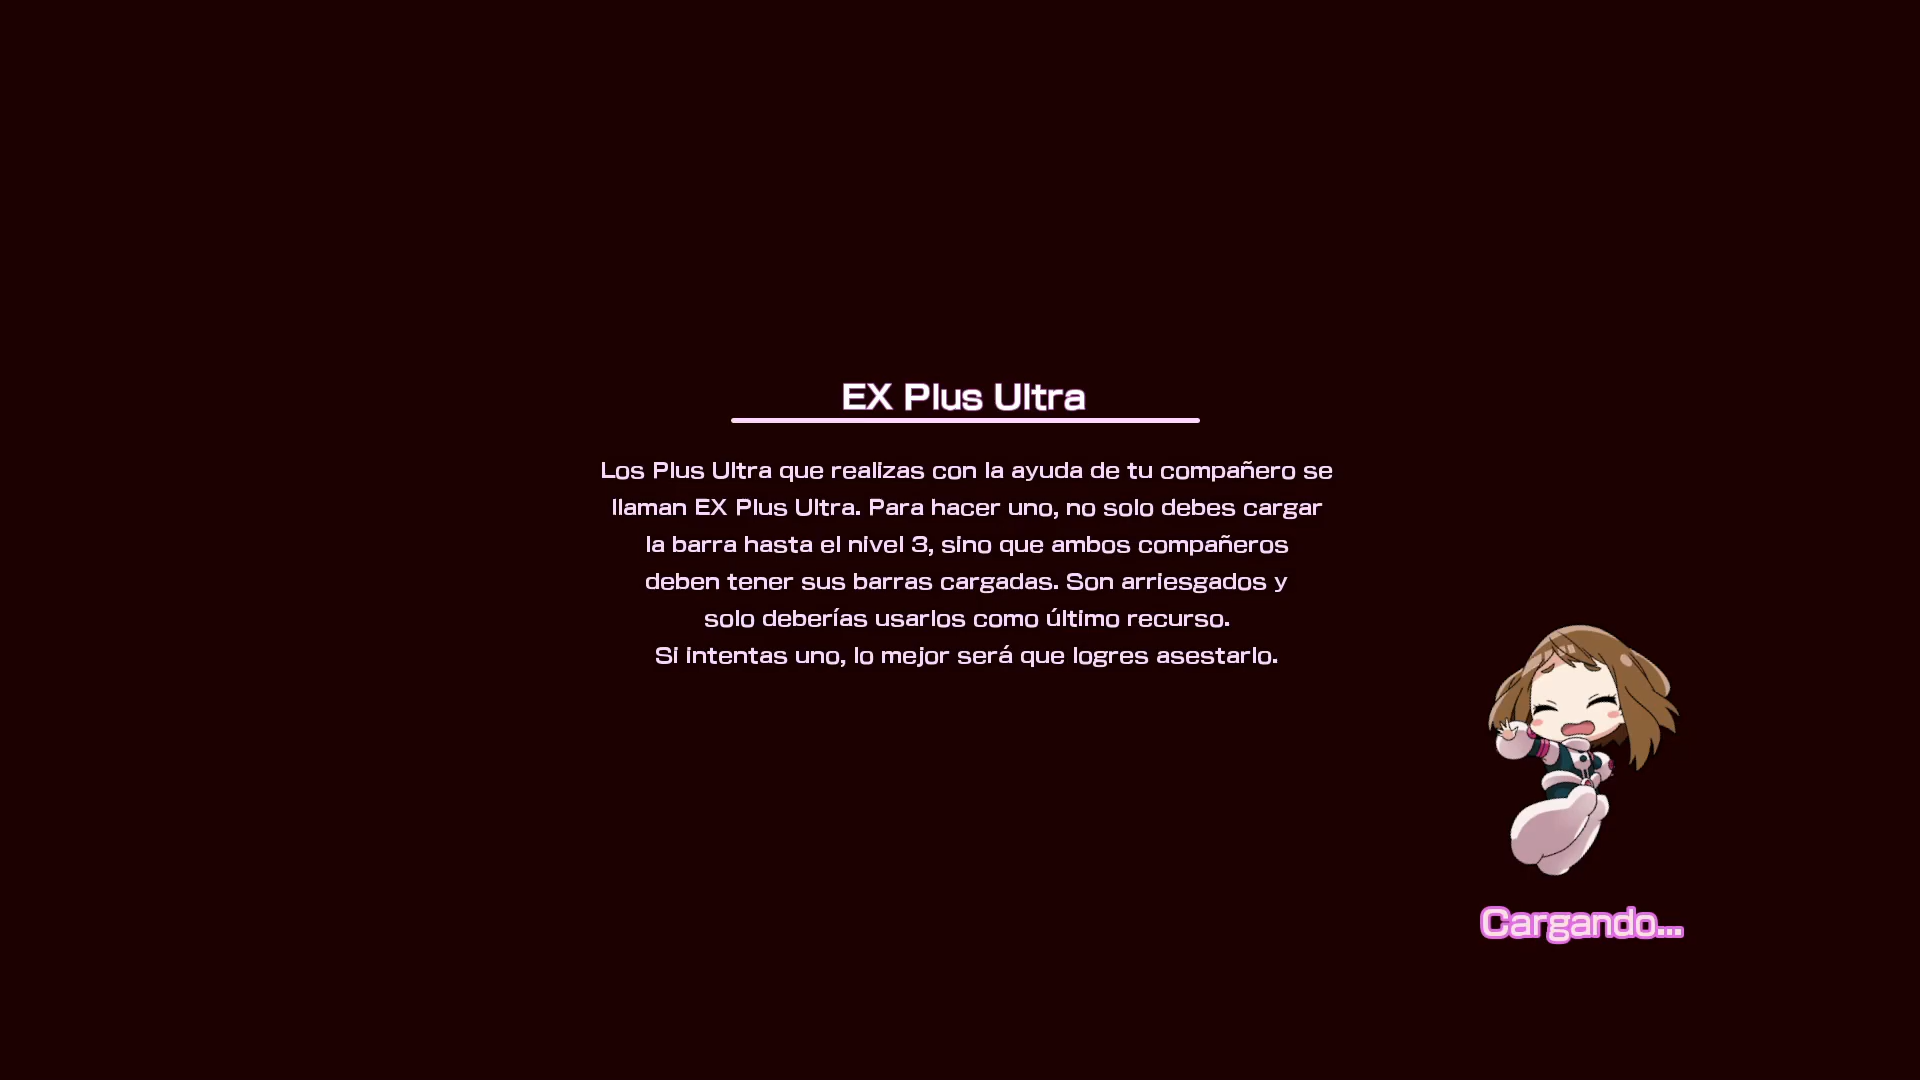 EX Plus Ultra
Los Plus Ultra que realizas con la ayuda de tu compañero se
llaman EX Plus Ultra. Para hacer uno, no solo debes cargar
la barra hasta el nivel 3, sino que ambos compañeros
deben tener sus barras cargadas. Son arriesgados y
solo deberías usarlos como último recurso.
Si intentas uno, lo mejor será que logres asestarlo.
Cargando...